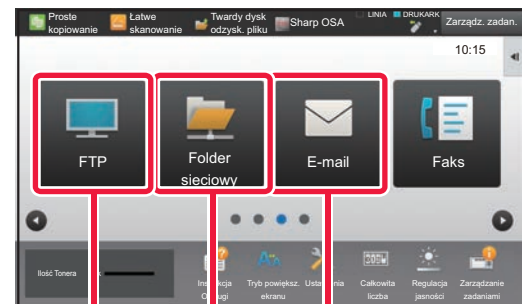 Proste kopiowanie
Łatwe skanowanie
Twardy dysk odzysk. pliku
Sharp OSA
LINIA
DRUKARK
Zarządz. zadan.
10:15
FTP
Folder sieciowy
E-mail
Faks
Ilość Tonera
Tryb powiększ. ekranu
Całkowita liczba
Regulacja jasności
Zarządzanie zadaniami